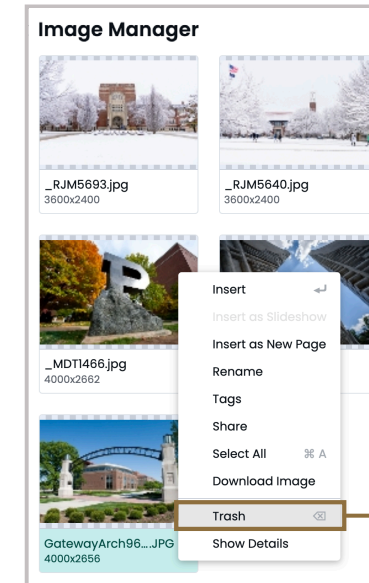 Image Manager
_RJM5693.jpg
3600x2400
_RJM5640.jpg
3600x2400
_MDT1466.jpg
4000x2662
GatewayArch96....JPG
4000x2656
Insert
Insert as Slideshow
Insert as New Page
Rename
Tags
Share
Select All ⌘ A
Download Image
Trash
Show Details